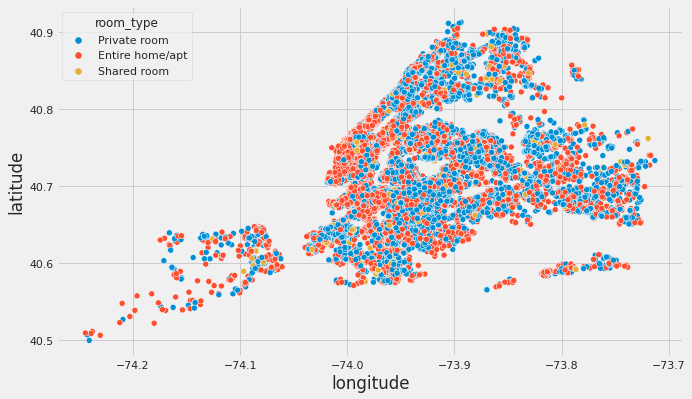 room_type
Private room
Entire home/apt
Shared room
40.9
40.8
40.7
40.6
40.5
latitude
−74.2
−74.1
−74.0
−73.9
−73.8
−73.7
longitude